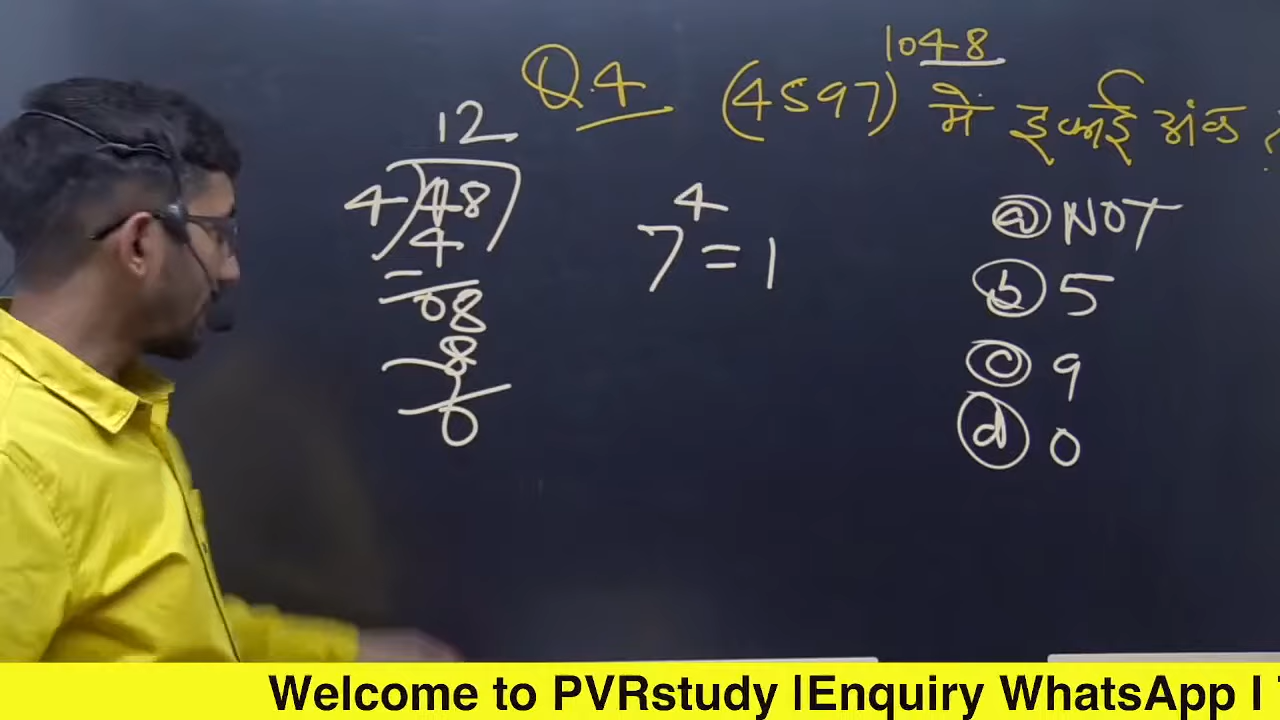 Q.4 (4597)^1048 में इकाई अंक ?
12
4)48
4
08
8
0
7^4 = 1
(a) NOT
(b) 5
(c) 9
(d) 0
Welcome to PVRstudy |Enquiry WhatsApp I